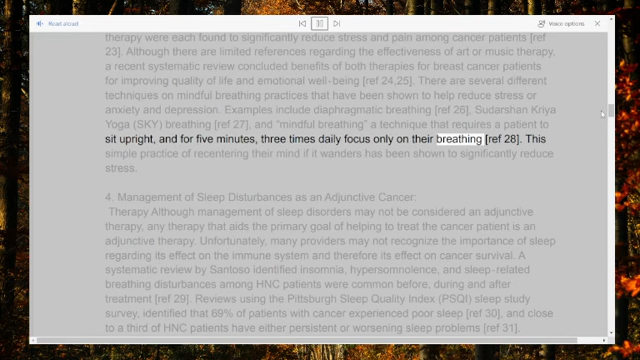 Read aloud
Voice options
therapy were each found to significantly reduce stress and pain among cancer patients [ref
23]. Although there are limited references regarding the effectiveness of art or music therapy,
a recent systematic review concluded benefits of both therapies for breast cancer patients
for improving quality of life and emotional well-being [ref 24,25]. There are several different
techniques on mindful breathing practices that have been shown to help reduce stress or
anxiety and depression. Examples include diaphragmatic breathing [ref 26], Sudarshan Kriya
Yoga (SKY) breathing [ref 27], and “mindful breathing” a technique that requires a patient to
sit upright, and for five minutes, three times daily focus only on their breathing [ref 28]. This
simple practice of recentering their mind if it wanders has been shown to significantly reduce
stress.
4. Management of Sleep Disturbances as an Adjunctive Cancer:
Therapy Although management of sleep disorders may not be considered an adjunctive
therapy, any therapy that aids the primary goal of helping to treat the cancer patient is an
adjunctive therapy. Unfortunately, many providers may not recognize the importance of sleep
regarding its effect on the immune system and therefore its effect on cancer survival. A
systematic review by Santoso identified insomnia, hypersomnolence, and sleep-related
breathing disturbances among HNC patients were common before, during and after
treatment [ref 29]. Reviews using the Pittsburgh Sleep Quality Index (PSQI) sleep study
survey, identified that 69% of patients with cancer experienced poor sleep [ref 30], and close
to a third of HNC patients have either persistent or worsening sleep problems [ref 31].